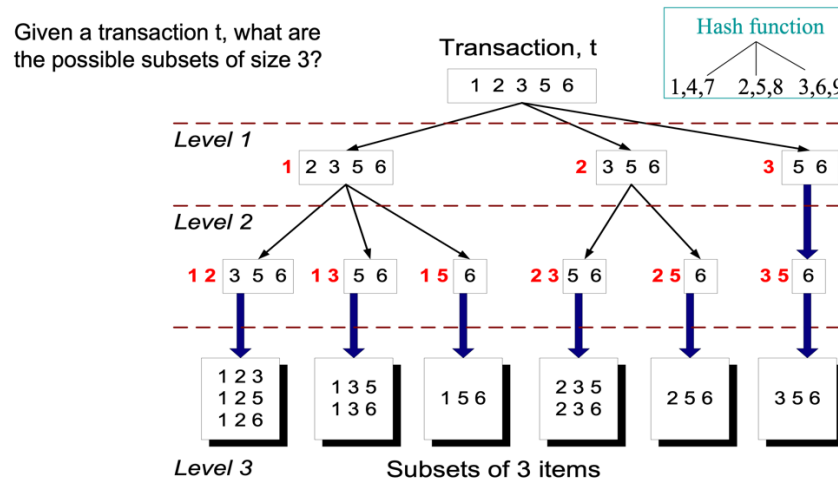 Given a transaction t, what are
the possible subsets of size 3?
Transaction, t
1 2 3 5 6
Hash function
1,4,7 2,5,8 3,6,9
Level 1
1 2 3 5 6
2 3 5 6
3 5 6
Level 2
1 2 3 5 6
1 3 5 6
1 5 6
2 3 5 6
2 5 6
3 5 6
1 2 3
1 2 5
1 2 6
1 3 5
1 3 6
1 5 6
2 3 5
2 3 6
2 5 6
3 5 6
Level 3
Subsets of 3 items